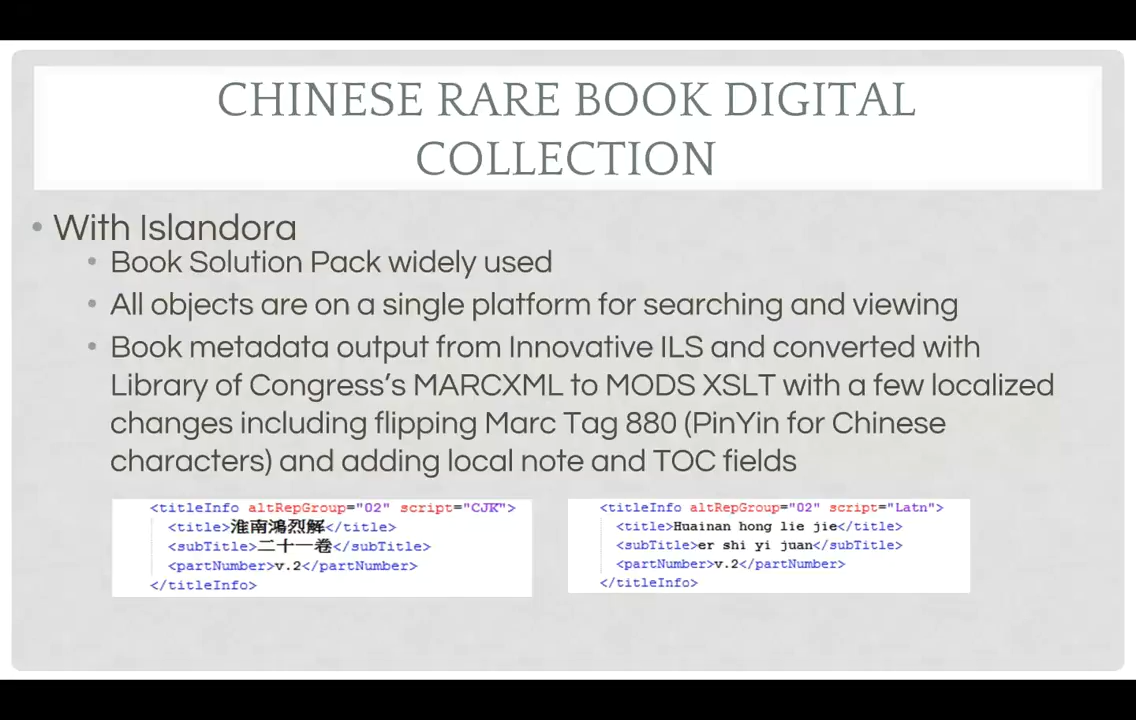 CHINESE RARE BOOK DIGITAL
COLLECTION
• With Islandora
• Book Solution Pack widely used
• All objects are on a single platform for searching and viewing
• Book metadata output from Innovative ILS and converted with
Library of Congress's MARCXML to MODS XSLT with a few localized
changes including flipping Marc Tag 880 (PinYin for Chinese
characters) and adding local note and TOC fields
<titleInfo altRepGroup="02" script="CJK">
<title>淮南鴻烈解</title>
<subTitle>二十一卷</subTitle>
<partNumber>v.2</partNumber>
</titleInfo>
<titleInfo altRepGroup="02" script="Latn">
<title>Huainan hong lie jie</title>
<subTitle>er shi yi juan</subTitle>
<partNumber>v.2</partNumber>
</titleInfo>